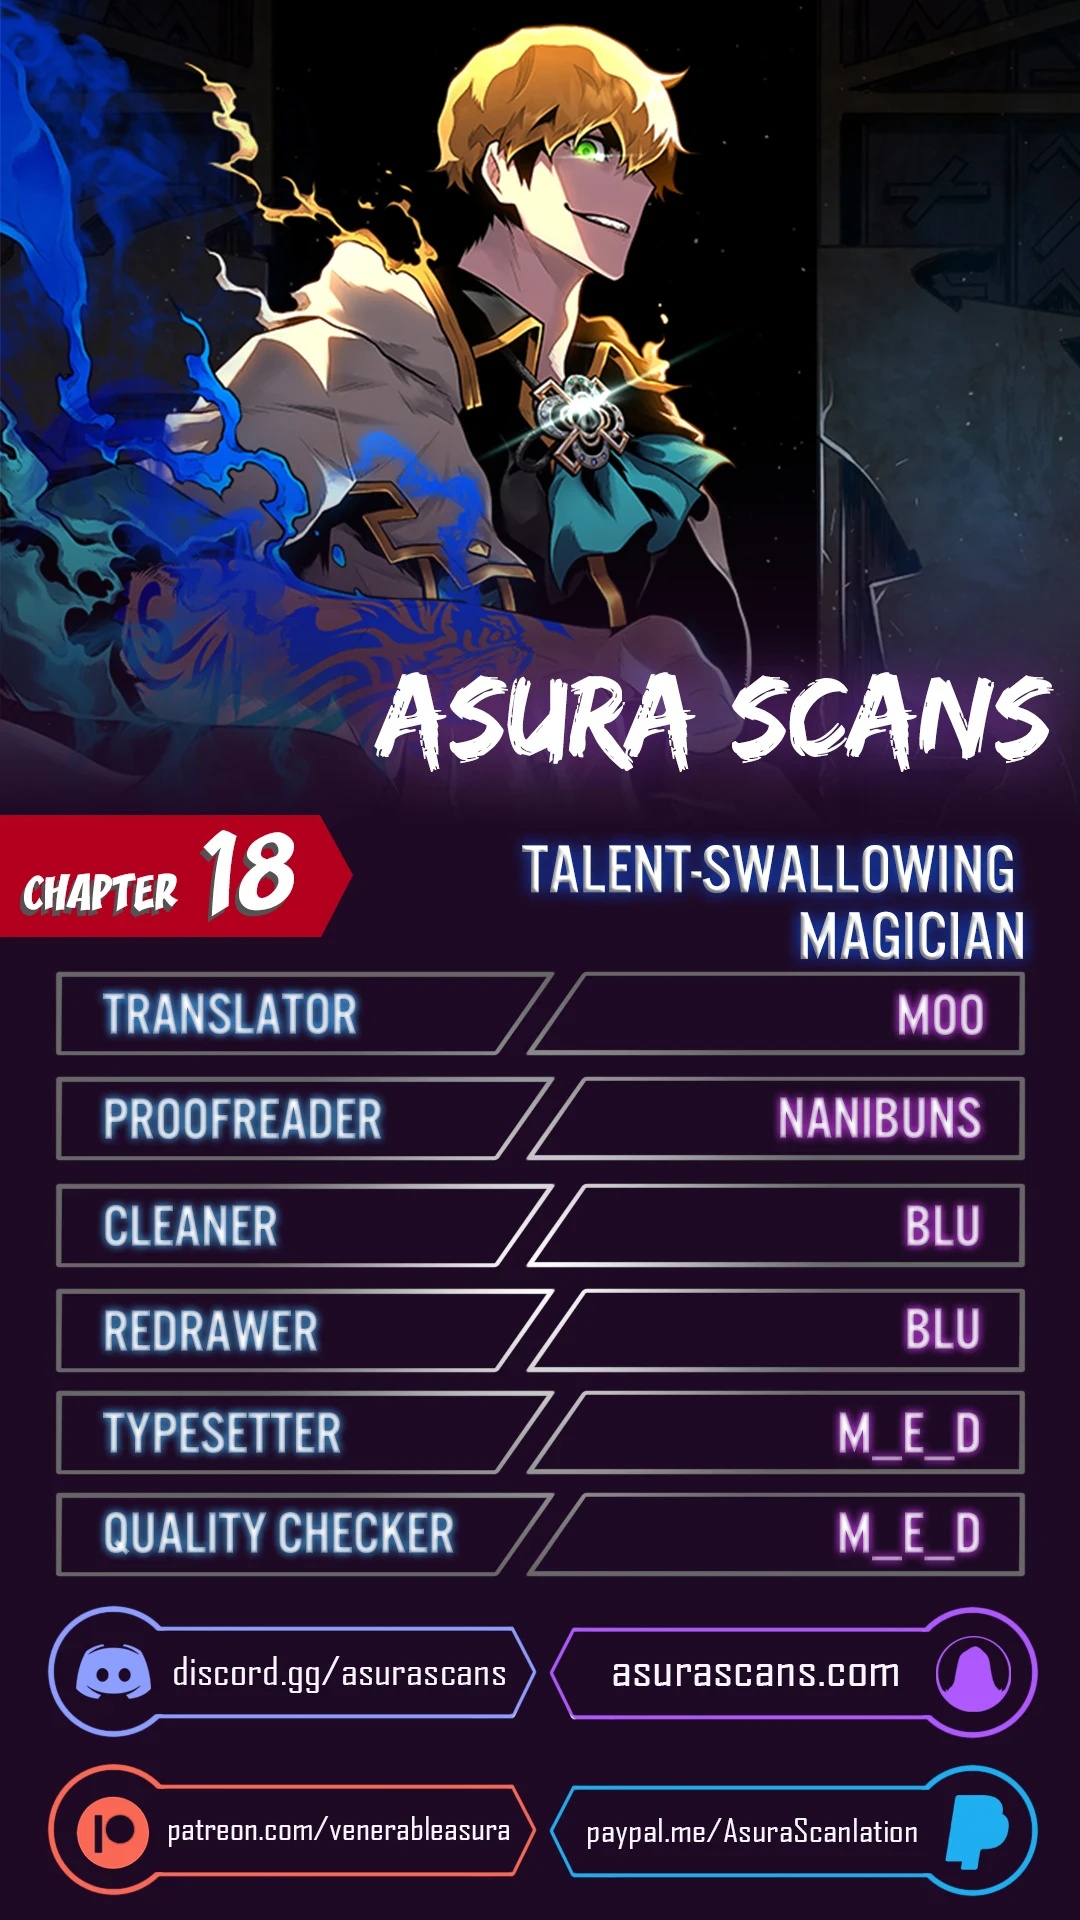 ASURA SCANS
CHAPTER 18
TALENT-SWALLOWING
MAGICIAN
TRANSLATOR MOO
PROOFREADER NANIBUNS
CLEANER BLU
REDRAWER BLU
TYPESETTER M_E_D
QUALITY CHECKER M_E_D
discord.gg/asurascans
asurascans.com
patreon.com/venerableasura
paypal.me/AsuraScanlation